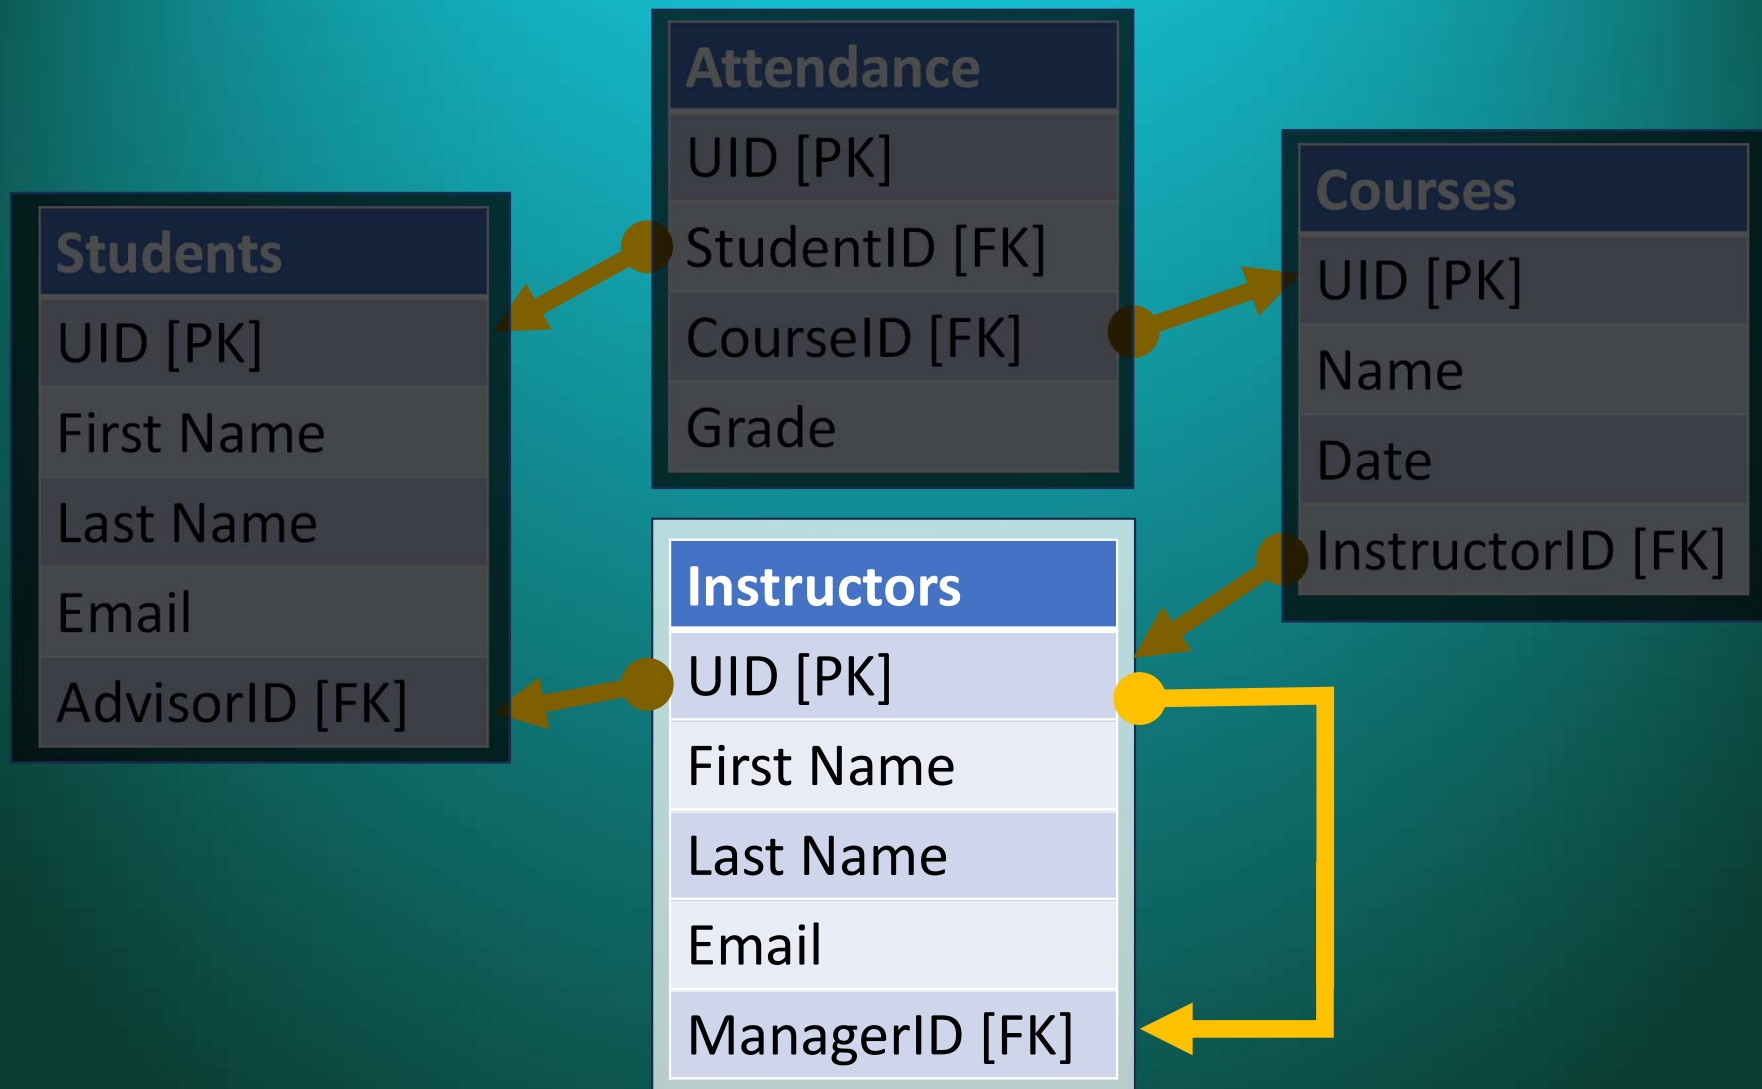 Students
UID [PK]
First Name
Last Name
Email
AdvisorID [FK]
Attendance
UID [PK]
StudentID [FK]
CourseID [FK]
Grade
Courses
UID [PK]
Name
Date
InstructorID [FK]
Instructors
UID [PK]
First Name
Last Name
Email
ManagerID [FK]